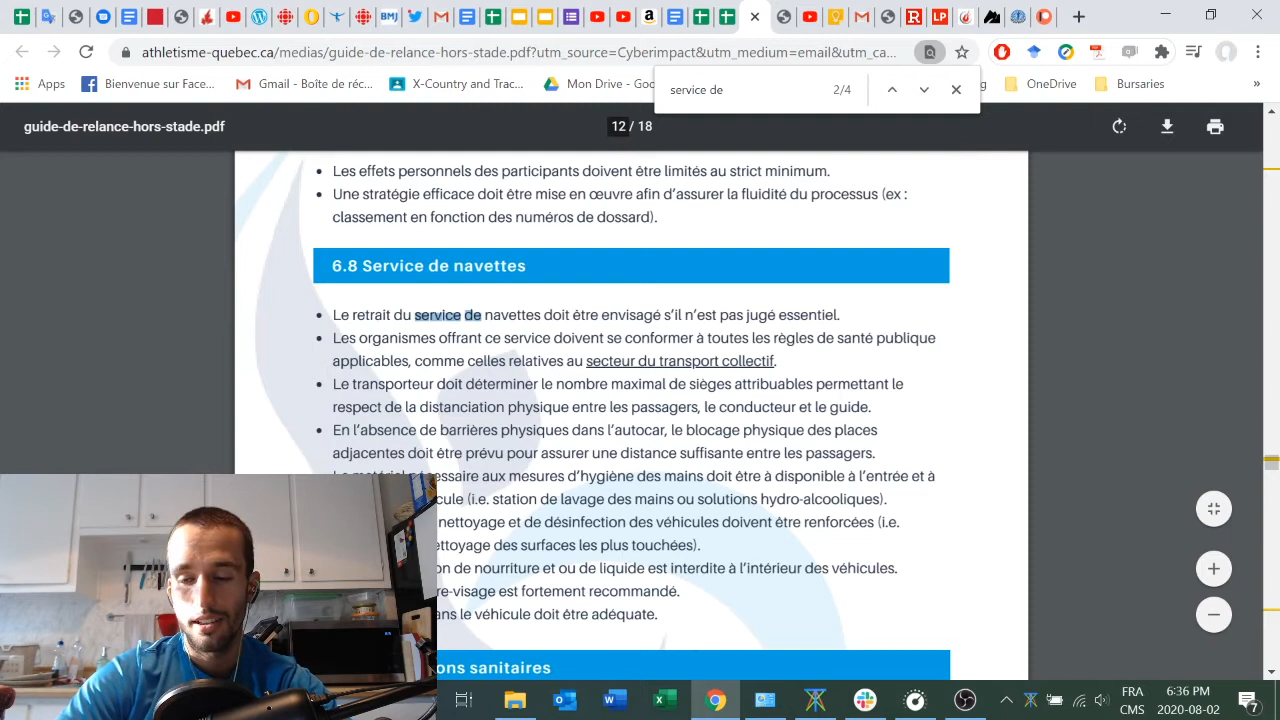 athletisme-quebec.ca/medias/guide-de-relance-hors-stade.pdf?utm_source=Cyberimpact&utm_medium=email&utm_ca...
Apps
Bienvenue sur Face...
Gmail - Boîte de réc...
X-Country and Trac...
Mon Drive - Goo
OneDrive
Bursaries
»
service de
2/4
guide-de-relance-hors-stade.pdf
12 / 18
• Les effets personnels des participants doivent être limités au strict minimum.
• Une stratégie efficace doit être mise en œuvre afin d'assurer la fluidité du processus (ex :
classement en fonction des numéros de dossard).
6.8 Service de navettes
• Le retrait du service de navettes doit être envisagé s'il n'est pas jugé essentiel.
• Les organismes offrant ce service doivent se conformer à toutes les règles de santé publique
applicables, comme celles relatives au secteur du transport collectif.
• Le transporteur doit déterminer le nombre maximal de sièges attribuables permettant le
respect de la distanciation physique entre les passagers, le conducteur et le guide.
• En l'absence de barrières physiques dans l'autocar, le blocage physique des places
adjacentes doit être prévu pour assurer une distance suffisante entre les passagers.
aux mesures d'hygiène des mains doit être à disponible à l'entrée et à
(i.e. station de lavage des mains ou solutions hydro-alcooliques).
nettoyage et de désinfection des véhicules doivent être renforcées (i.e.
ettoyage des surfaces les plus touchées).
on de nourriture et ou de liquide est interdite à l'intérieur des véhicules.
re-visage est fortement recommandé.
ans le véhicule doit être adéquate.
ons sanitaires
FRA
CMS
6:36 PM
2020-08-02
7